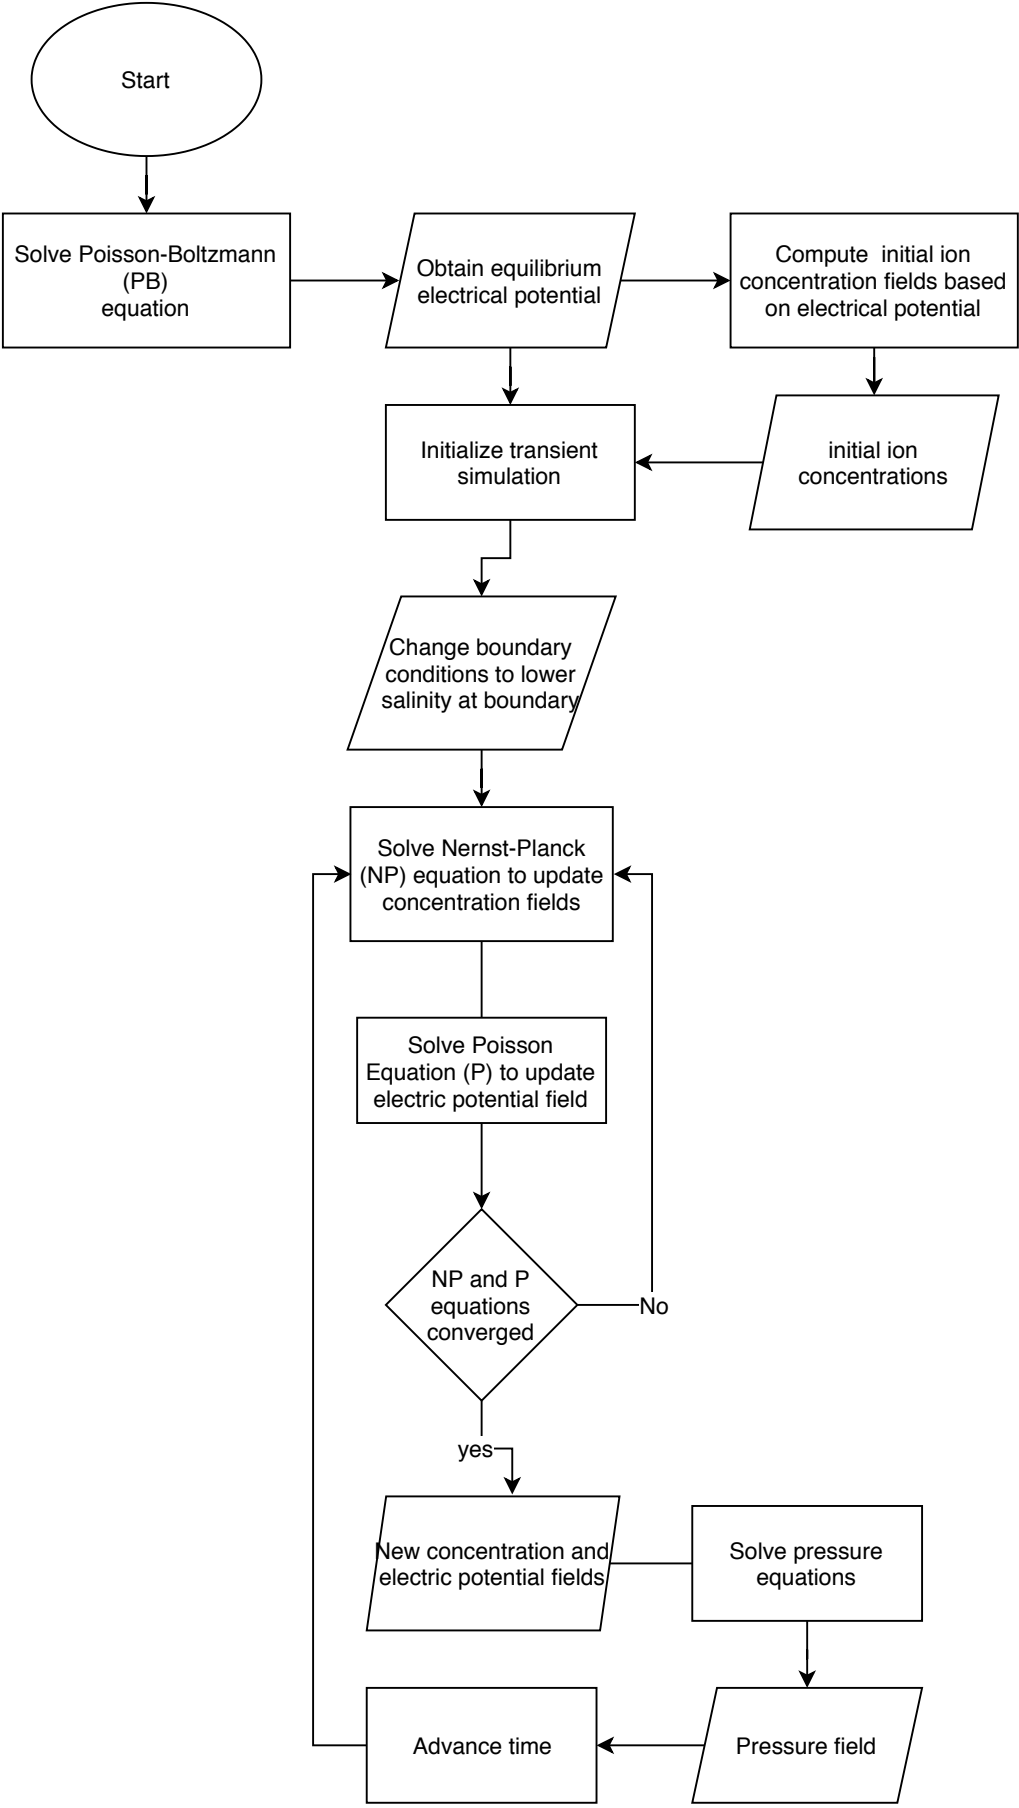 Start
Solve Poisson-Boltzmann
(PB)
equation
Obtain equilibrium
electrical potential
Compute initial ion
concentration fields based
on electrical potential
Initialize transient
simulation
initial ion
concentrations
Change boundary
conditions to lower
salinity at boundary
Solve Nernst-Planck
(NP) equation to update
concentration fields
Solve Poisson
Equation (P) to update
electric potential field
NP and P
equations
converged
No
yes
New concentration and
electric potential fields
Solve pressure
equations
Advance time
Pressure field